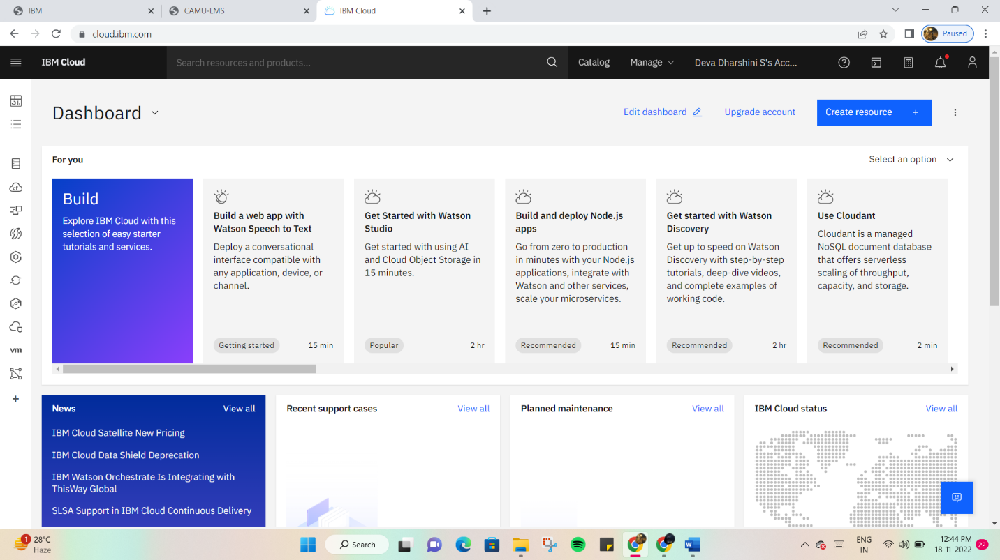 IBM
CAMU-LMS
IBM Cloud
cloud.ibm.com
Paused
IBM Cloud
Search resources and products...
Catalog
Manage
Deva Dharshini S's Acc...
Dashboard
Edit dashboard
Upgrade account
Create resource +
For you
Select an option
Build
Explore IBM Cloud with this
selection of easy starter
tutorials and services.
Build a web app with
Watson Speech to Text
Deploy a conversational
interface compatible with
any application, device, or
channel.
Getting started
15 min
Get Started with Watson
Studio
Get started with using AI
and Cloud Object Storage in
15 minutes.
Popular
2 hr
Build and deploy Node.js
apps
Go from zero to production
in minutes with your Node.js
applications, integrate with
Watson and other services,
scale your microservices.
Recommended
15 min
Get started with Watson
Discovery
Get up to speed on Watson
Discovery with step-by-step
tutorials, deep-dive videos,
and complete examples of
working code.
Recommended
2 hr
Use Cloudant
Cloudant is a managed
NoSQL document database
that offers serverless
scaling of throughput,
capacity, and storage.
Recommended
2 min
cf
vm
News
View all
IBM Cloud Satellite New Pricing
IBM Cloud Data Shield Deprecation
IBM Watson Orchestrate Is Integrating with
ThisWay Global
SLSA Support in IBM Cloud Continuous Delivery
Recent support cases
View all
Planned maintenance
View all
IBM Cloud status
View all
1
28°C
Haze
Search
W
ENG
IN
12:44 PM
18-11-2022
22